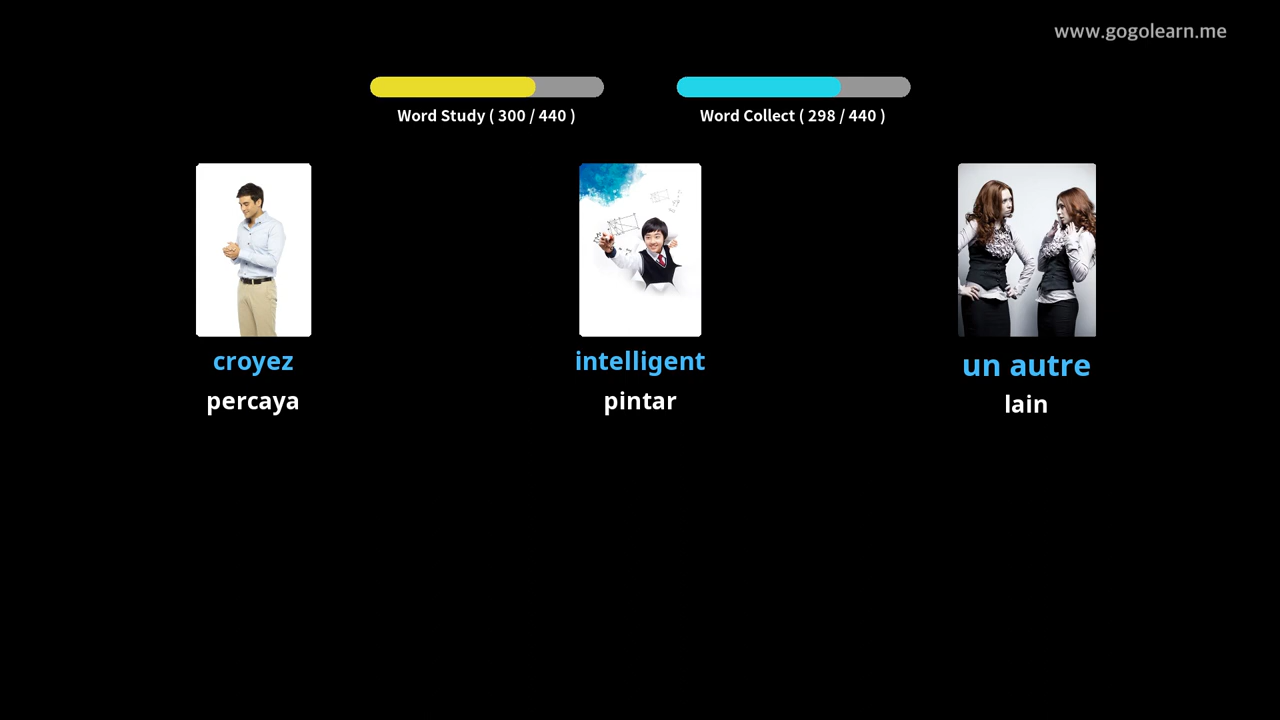 www.gogolearn.me
Word Study ( 300 / 440 )
Word Collect ( 298 / 440 )
croyez
percaya
intelligent
pintar
un autre
lain